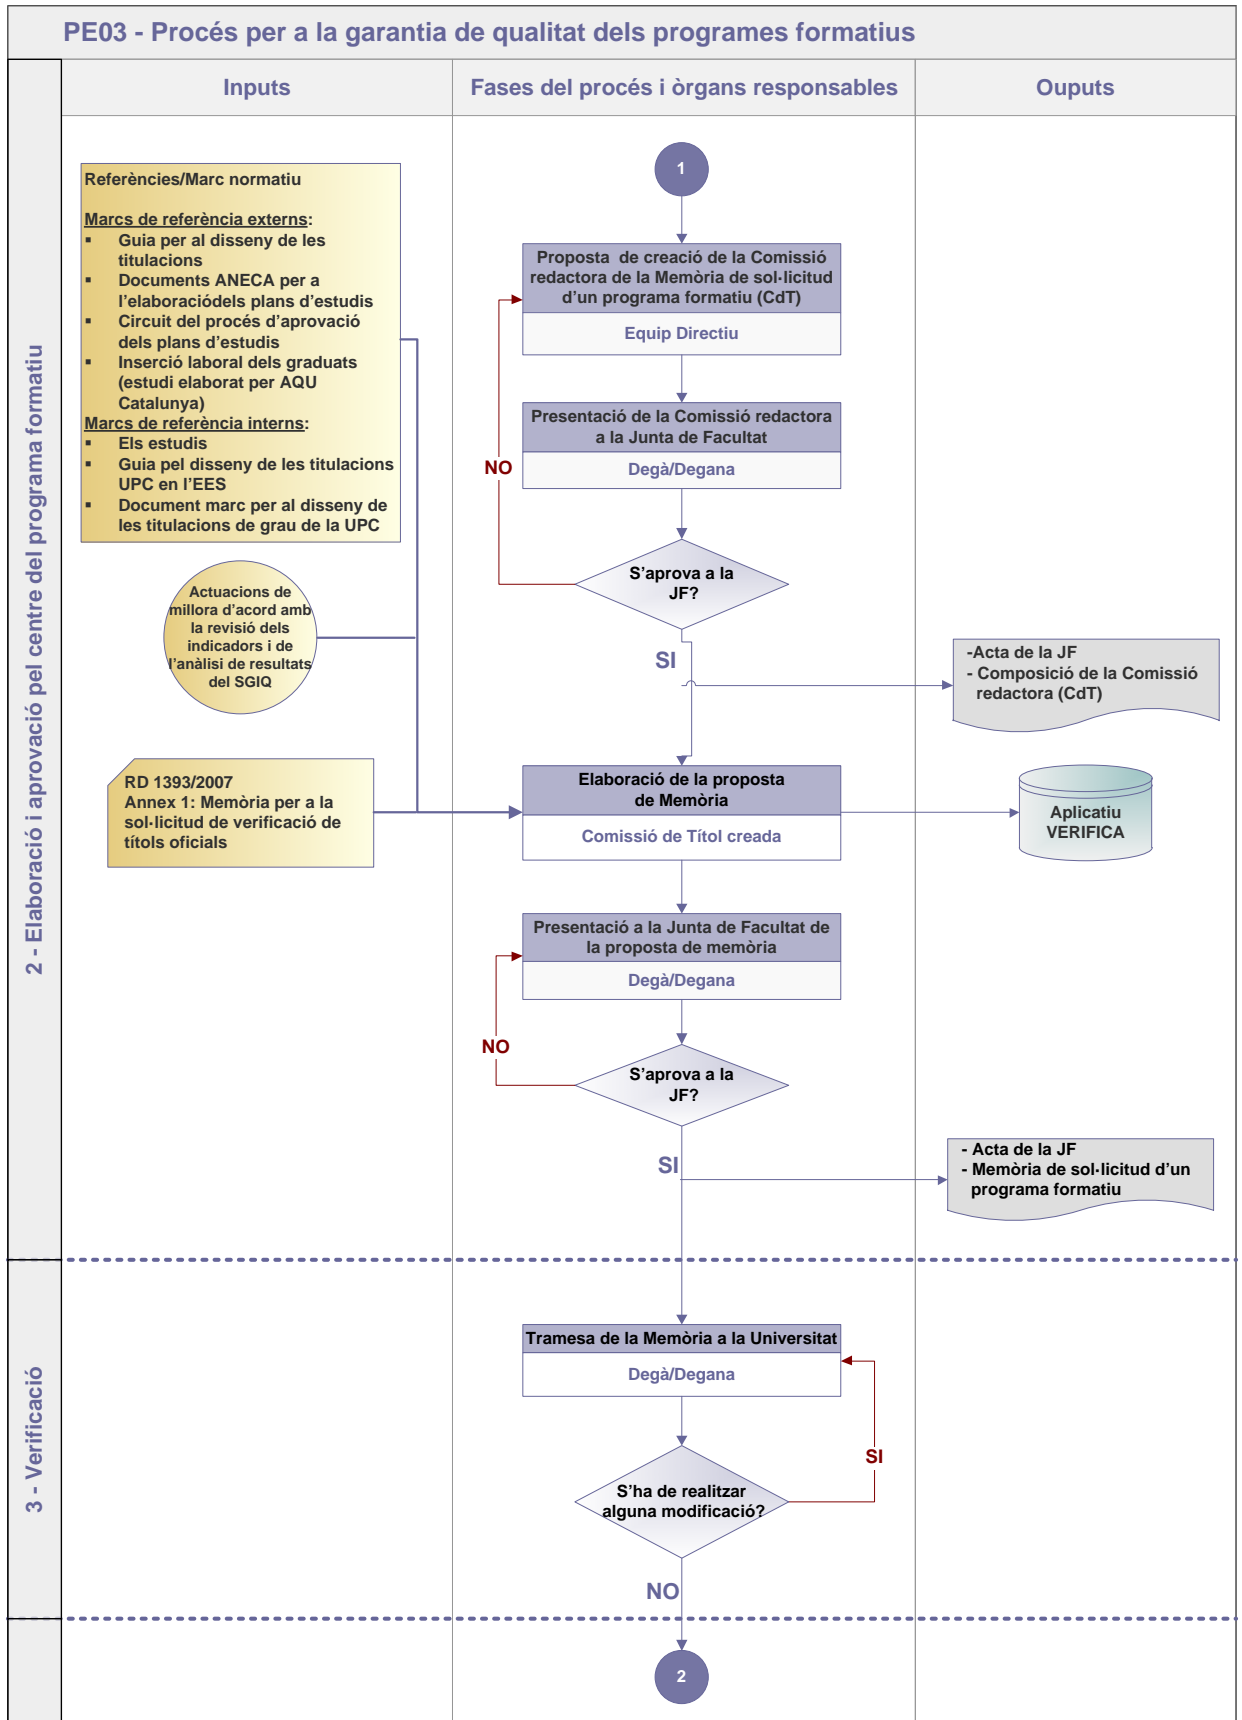 PE03 - Procés per a la garantia de qualitat dels programes formatius
Inputs
Fases del procés i òrgans responsables
Ouputs
2 - Elaboració i aprovació pel centre del programa formatiu
1
Referències/Marc normatiu
Marcs de referència externs:
▪ Guia per al disseny de les
titulacions
▪ Documents ANECA per a
l’elaboraciódels plans d’estudis
▪ Circuit del procés d’aprovació
dels plans d’estudis
▪ Inserció laboral dels graduats
(estudi elaborat per AQU
Catalunya)
Marcs de referència interns:
▪ Els estudis
▪ Guia pel disseny de les titulacions
UPC en l’EES
▪ Document marc per al disseny de
les titulacions de grau de la UPC
Proposta de creació de la Comissió
redactora de la Memòria de sol·licitud
d’un programa formatiu (CdT)
Equip Directiu
Presentació de la Comissió redactora
a la Junta de Facultat
Degà/Degana
NO
S’aprova a la
JF?
Actuacions de
millora d’acord amb
la revisió dels
indicadors i de
l’anàlisi de resultats
del SGIQ
SI
-Acta de la JF
- Composició de la Comissió
redactora (CdT)
RD 1393/2007
Annex 1: Memòria per a la
sol·licitud de verificació de
títols oficials
Elaboració de la proposta
de Memòria
Comissió de Títol creada
Aplicatiu
VERIFICA
Presentació a la Junta de Facultat de
la proposta de memòria
Degà/Degana
NO
S’aprova a la
JF?
SI
- Acta de la JF
- Memòria de sol·licitud d’un
programa formatiu
3 - Verificació
Tramesa de la Memòria a la Universitat
Degà/Degana
SI
S’ha de realitzar
alguna modificació?
NO
2